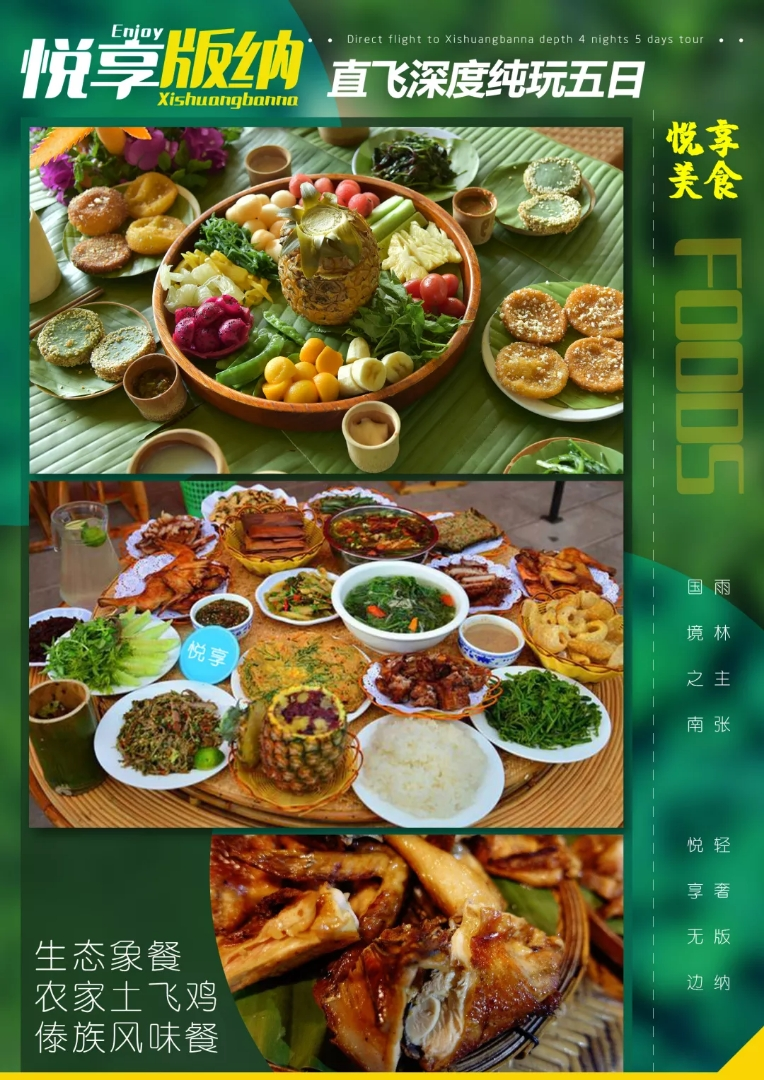 Enjoy
悦享版纳
Xishuangbanna
Direct flight to Xishuangbanna depth 4 nights 5 days tour
直飞深度纯玩五日
悦享
美食
FOODS
悦享
雨林主张
国境之南
轻奢版纳
悦享无边
生态象餐
农家土飞鸡
傣族风味餐